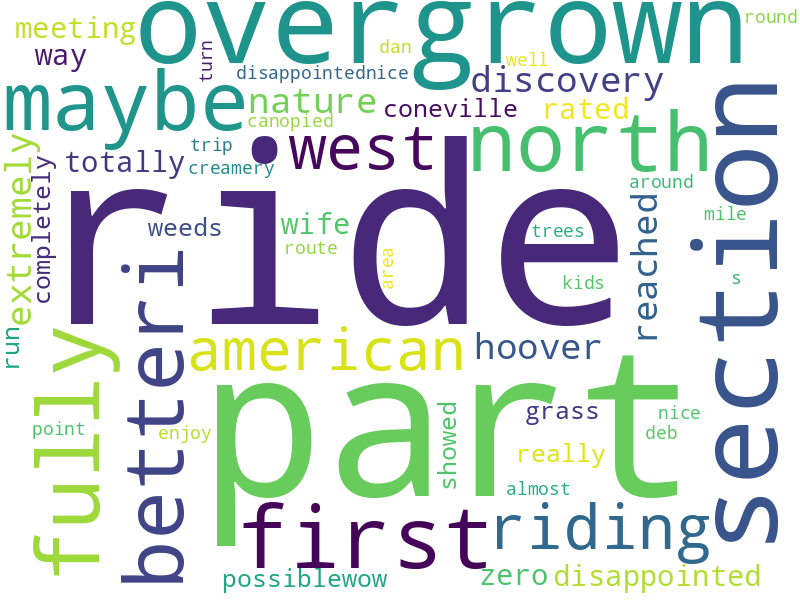 overgrown
round
meeting
way
dan
well
turn
disappointednice
discovery
maybe
nature
coneville
rated
canopied
north
section
extremely
totally
trip
creamery
west
completely
ride
around
weeds
wife
route
trees
reached
mile
area
kids
s
betteri
fully
run
american
hoover
part
point
enjoy
showed
grass
nice
really
deb
almost
first
riding
possiblewow
zero
disappointed